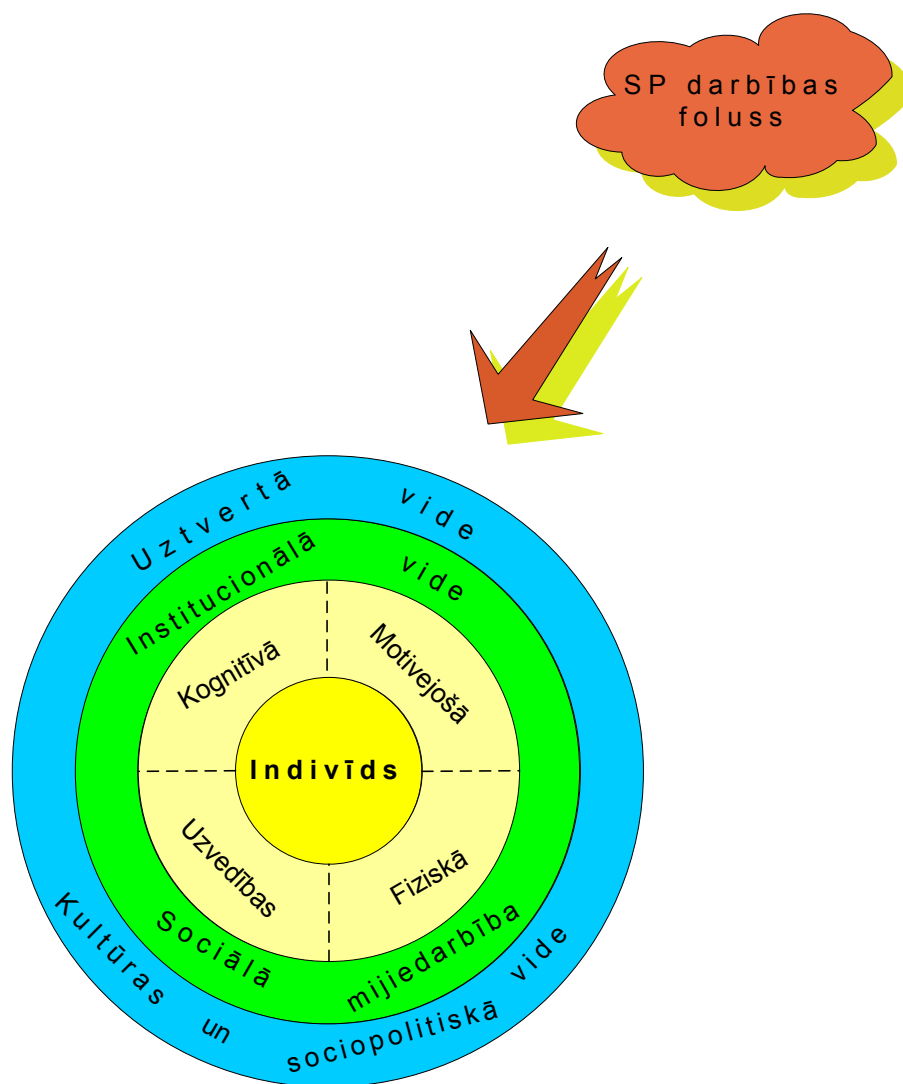 SP darbības
foluss
Uztvertā vide
Institucionālā vide
Kognitīvā
Motivejošā
Indivīds
Uzvedības
Fiziskā
Sociālā mijiedarbība
Kultūras un sociopolitiskā vide